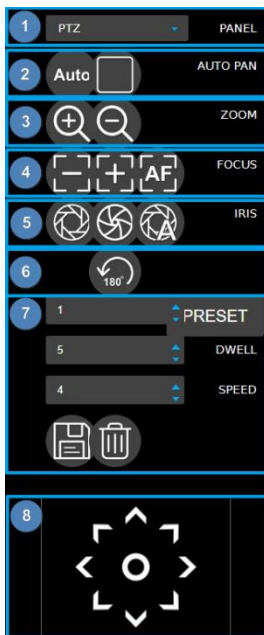 1 PTZ PANEL
2 Auto AUTO PAN
3 ZOOM
4 AF FOCUS
5 A IRIS
6 180°
7 1 PRESET
5 DWELL
4 SPEED
8